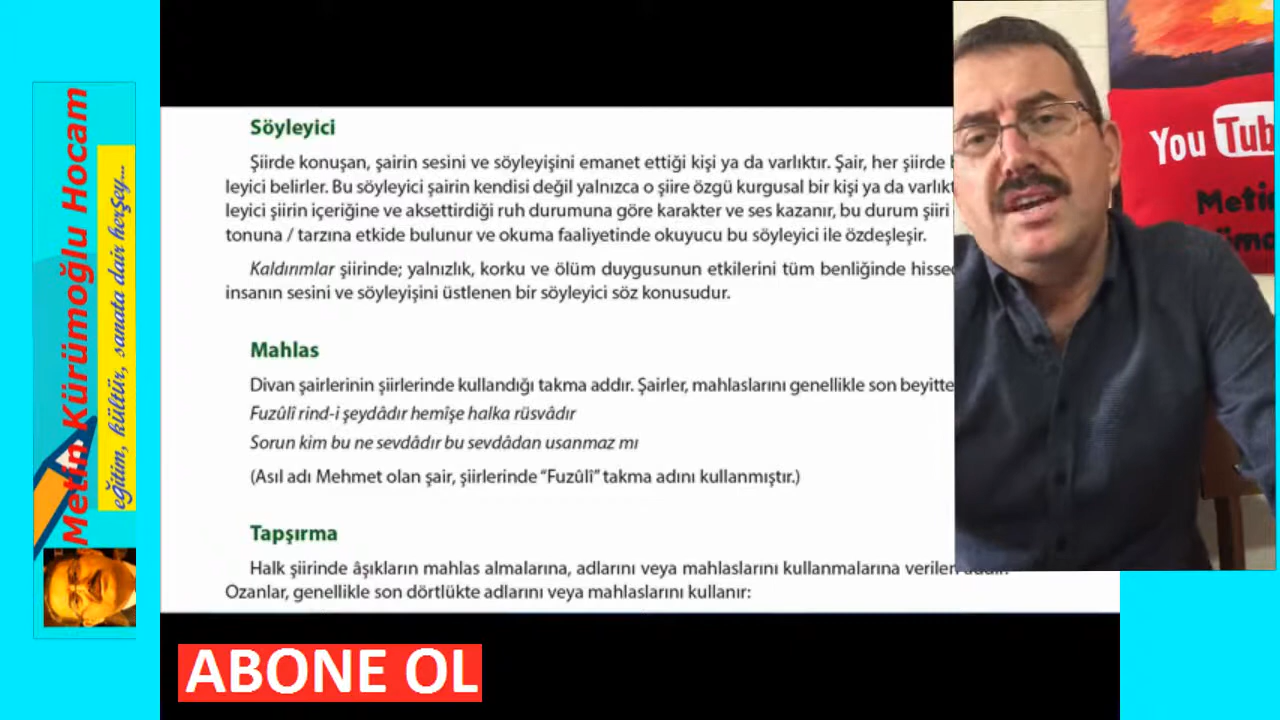 Metin Kürümoğlu Hocam
eğitim, kültür, sanata dair herşey...
Söyleyici
Şiirde konuşan, şairin sesini ve söyleyişini emanet ettiği kişi ya da varlıktır. Şair, her şiirde
leyici belirler. Bu söyleyici şairin kendisi değil yalnızca o şiire özgü kurgusal bir kişi ya da varlıkt
leyici şiirin içeriğine ve aksettirdiği ruh durumuna göre karakter ve ses kazanır, bu durum şiiri
tonuna / tarzına etkide bulunur ve okuma faaliyetinde okuyucu bu söyleyici ile özdeşleşir.
Kaldırımlar şiirinde; yalnızlık, korku ve ölüm duygusunun etkilerini tüm benliğinde hissed
insanın sesini ve söyleyişini üstlenen bir söyleyici söz konusudur.
Mahlas
Divan şairlerinin şiirlerinde kullandığı takma addır. Şairler, mahlaslarını genellikle son beyitte
Fuzûlî rind-i şeydâdır hemîşe halka rüsvâdır
Sorun kim bu ne sevdâdır bu sevdâdan usanmaz mı
(Asıl adı Mehmet olan şair, şiirlerinde “Fuzûlî” takma adını kullanmıştır.)
Tapşırma
Halk şiirinde âşıkların mahlas almalarına, adlarını veya mahlaslarını kullanmalarına verilen addır.
Ozanlar, genellikle son dörtlükte adlarını veya mahlaslarını kullanır:
You Tub
Metin
ABONE OL